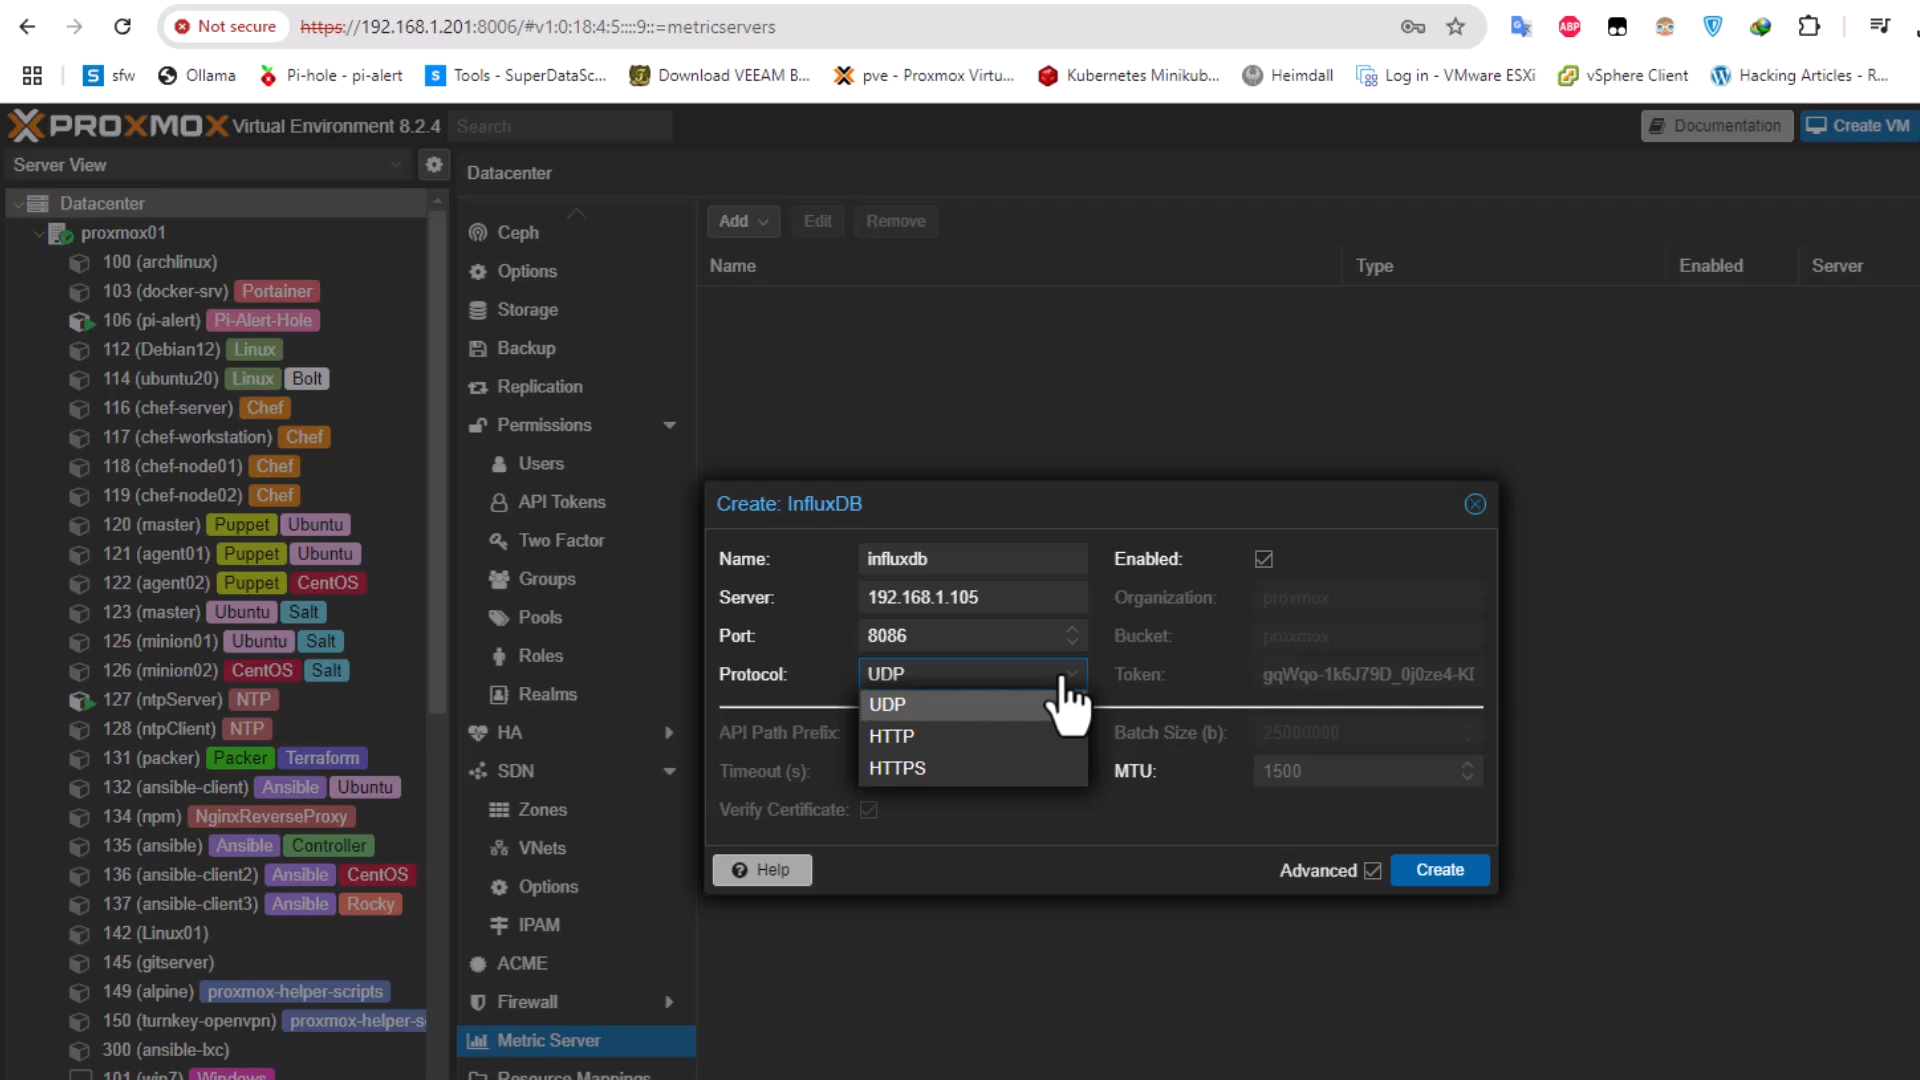 Not secure https://192.168.1.201:8006/#v1:0:18:4:5::::9::=metricservers
sfw Ollama Pi-hole - pi-alert Tools - SuperDataSc... Download VEEAM B... pve - Proxmox Virtu... Kubernetes Minikub... Heimdall Log in - VMware ESXi vSphere Client Hacking Articles - R...
PROXMOX Virtual Environment 8.2.4 Search Documentation Create VM
Server View
Datacenter
proxmox01
100 (archlinux)
103 (docker-srv) Portainer
106 (pi-alert) Pi-Alert-Hole
112 (Debian12) Linux
114 (ubuntu20) Linux Bolt
116 (chef-server) Chef
117 (chef-workstation) Chef
118 (chef-node01) Chef
119 (chef-node02) Chef
120 (master) Puppet Ubuntu
121 (agent01) Puppet Ubuntu
122 (agent02) Puppet CentOS
123 (master) Ubuntu Salt
125 (minion01) Ubuntu Salt
126 (minion02) CentOS Salt
127 (ntpServer) NTP
128 (ntpClient) NTP
131 (packer) Packer Terraform
132 (ansible-client) Ansible Ubuntu
134 (npm) NginxReverseProxy
135 (ansible) Ansible Controller
136 (ansible-client2) Ansible CentOS
137 (ansible-client3) Ansible Rocky
142 (Linux01)
145 (gitserver)
149 (alpine) proxmox-helper-scripts
150 (turnkey-openvpn) proxmox-helper-s
300 (ansible-lxc)
101 (win7) Windows
Datacenter
Ceph
Options
Storage
Backup
Replication
Permissions
Users
API Tokens
Two Factor
Groups
Pools
Roles
Realms
HA
SDN
Zones
VNets
Options
IPAM
ACME
Firewall
Metric Server
Resource Mappings
Add Edit Remove
Name Type Enabled Server
Create: InfluxDB
Name: influxdb Enabled:
Server: 192.168.1.105 Organization: proxmox
Port: 8086 Bucket: proxmox
Protocol: UDP Token: gqWqo-1k6J79D_0j0ze4-KI
UDP
HTTP
HTTPS
API Path Prefix: Batch Size (b): 25000000
Timeout (s): MTU: 1500
Verify Certificate:
Help Advanced Create